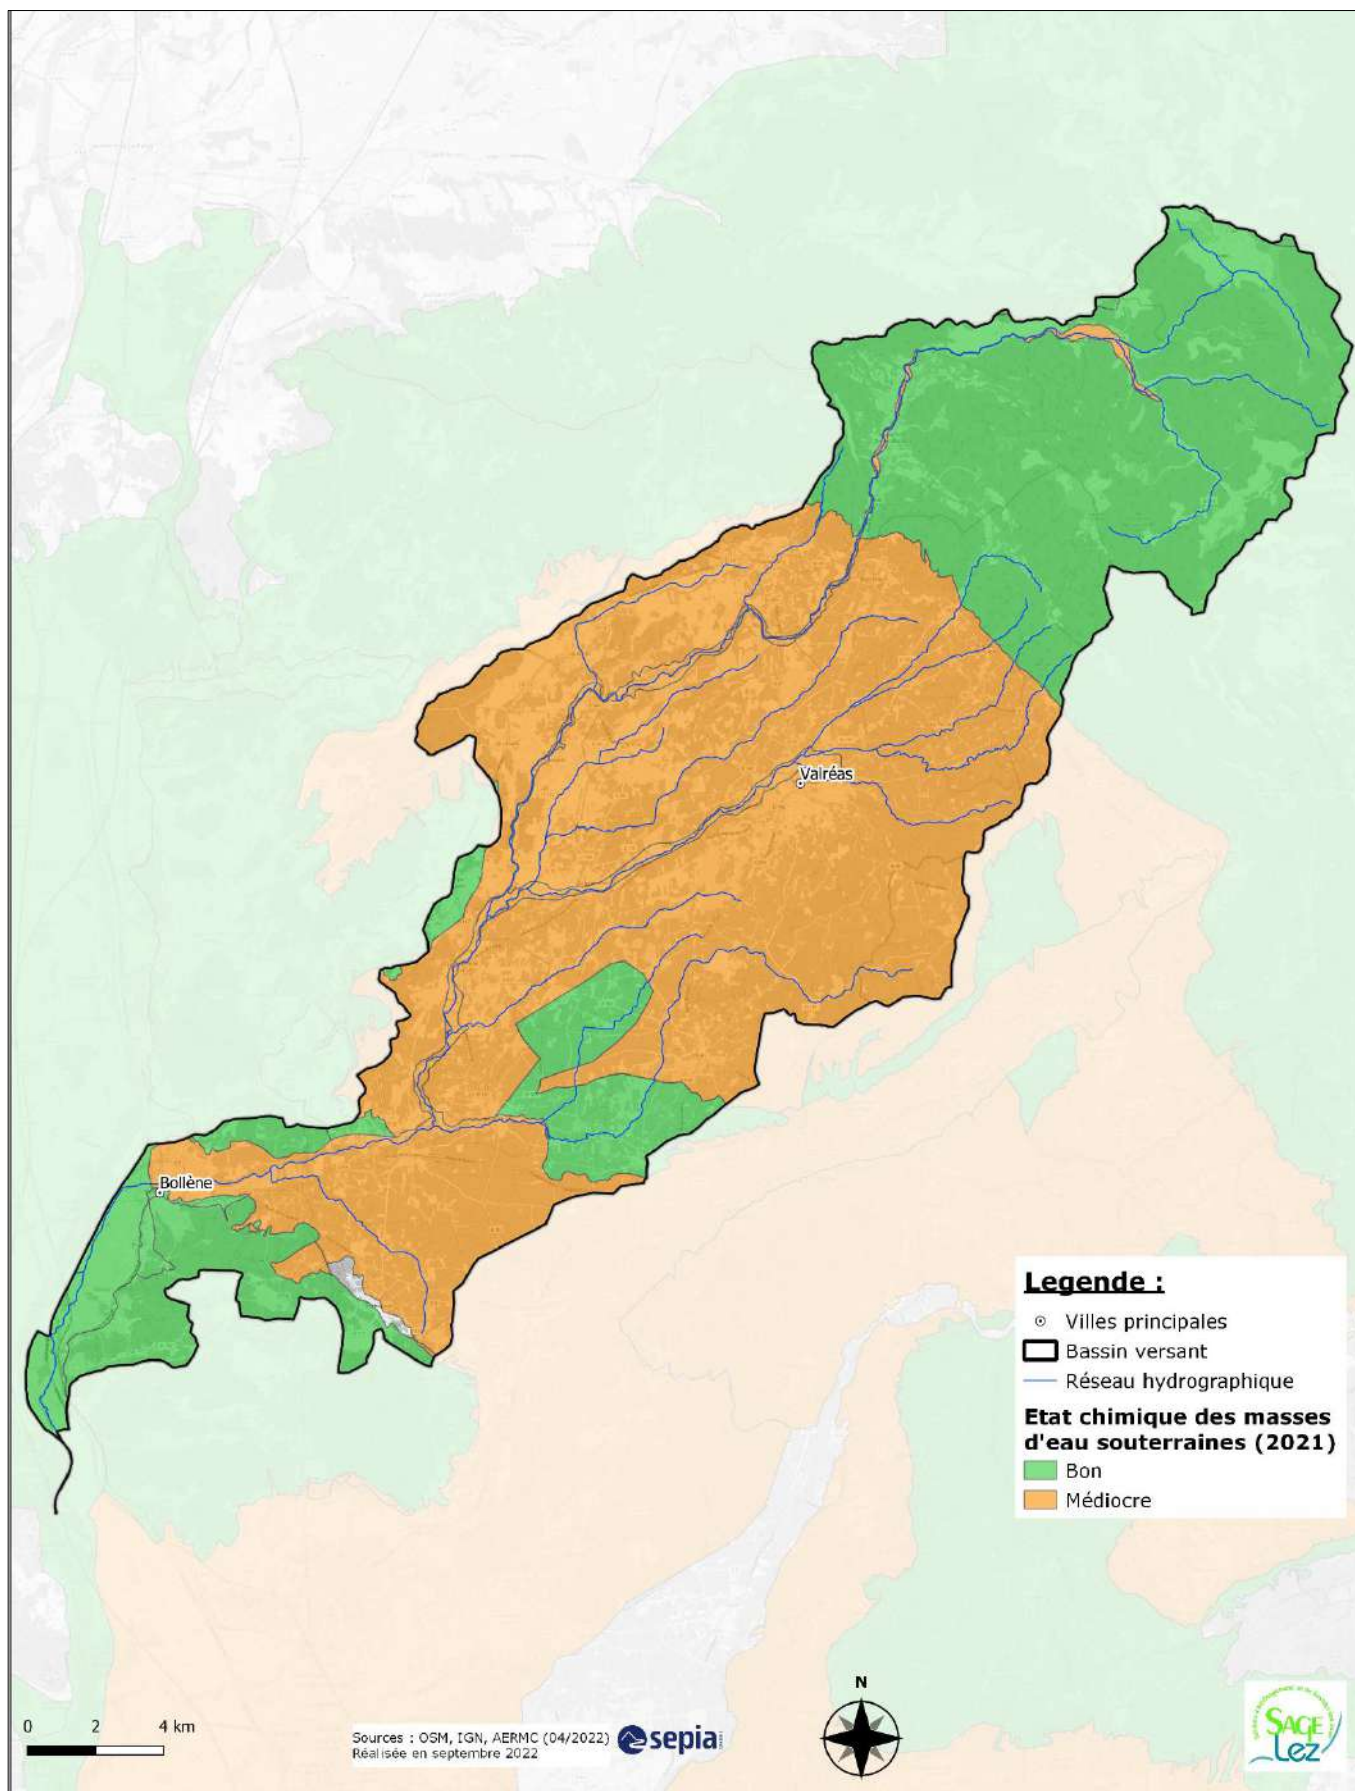 Valréas
Bollène
Legende :
Villes principales
Bassin versant
Réseau hydrographique
Etat chimique des masses
d'eau souterraines (2021)
Bon
Médiocre
N
0 2 4 km
Sources : OSM, IGN, AERMC (04/2022)
Réalisée en septembre 2022
sepia
SAGE
Lez